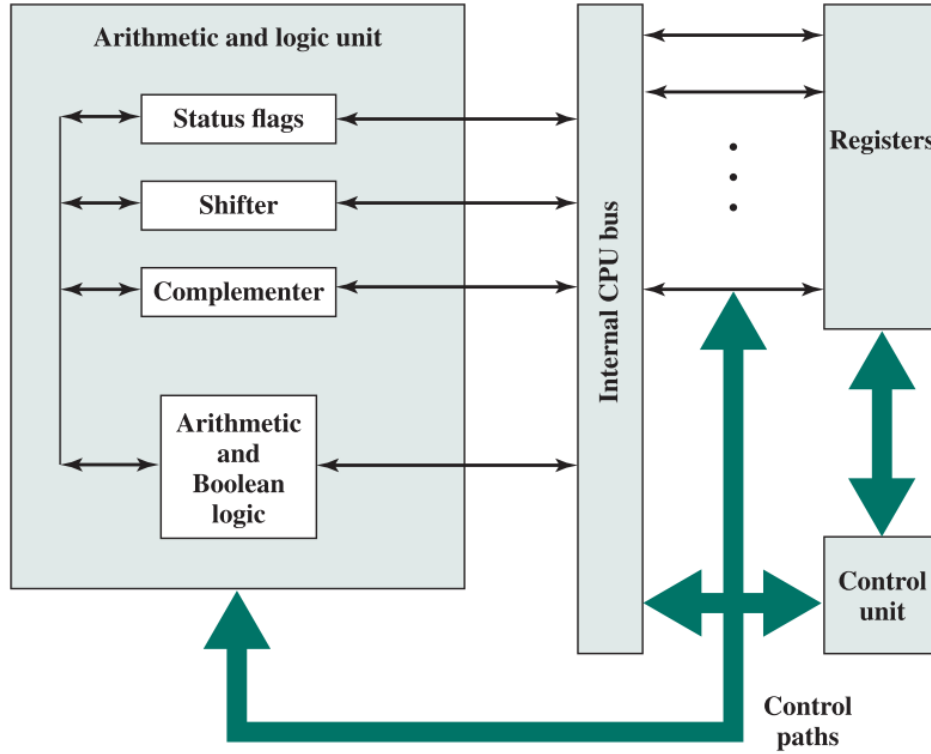 Arithmetic and logic unit
Status flags
Shifter
Complementer
Arithmetic
and
Boolean
logic
Internal CPU bus
Registers
Control
unit
Control
paths